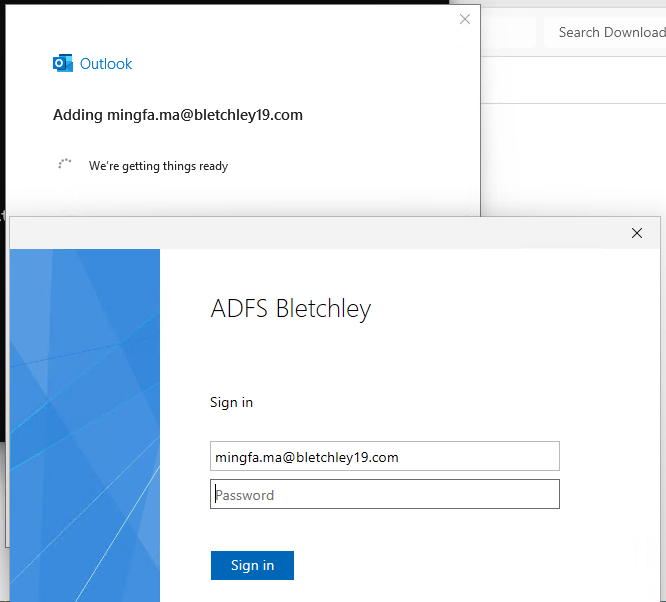 Search Download
Outlook
Adding mingfa.ma@bletchley19.com
We're getting things ready
ADFS Bletchley
Sign in
mingfa.ma@bletchley19.com
Password
Sign in